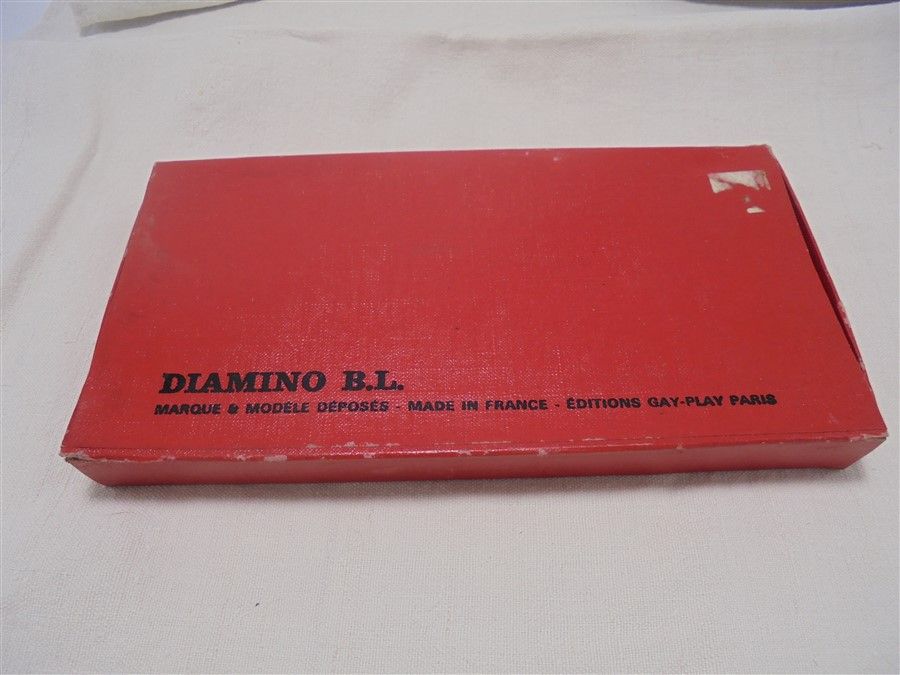 DIAMINO B.L.
MARQUE & MODÈLE DÉPOSÉS - MADE IN FRANCE - ÉDITIONS GAY-PLAY PARIS